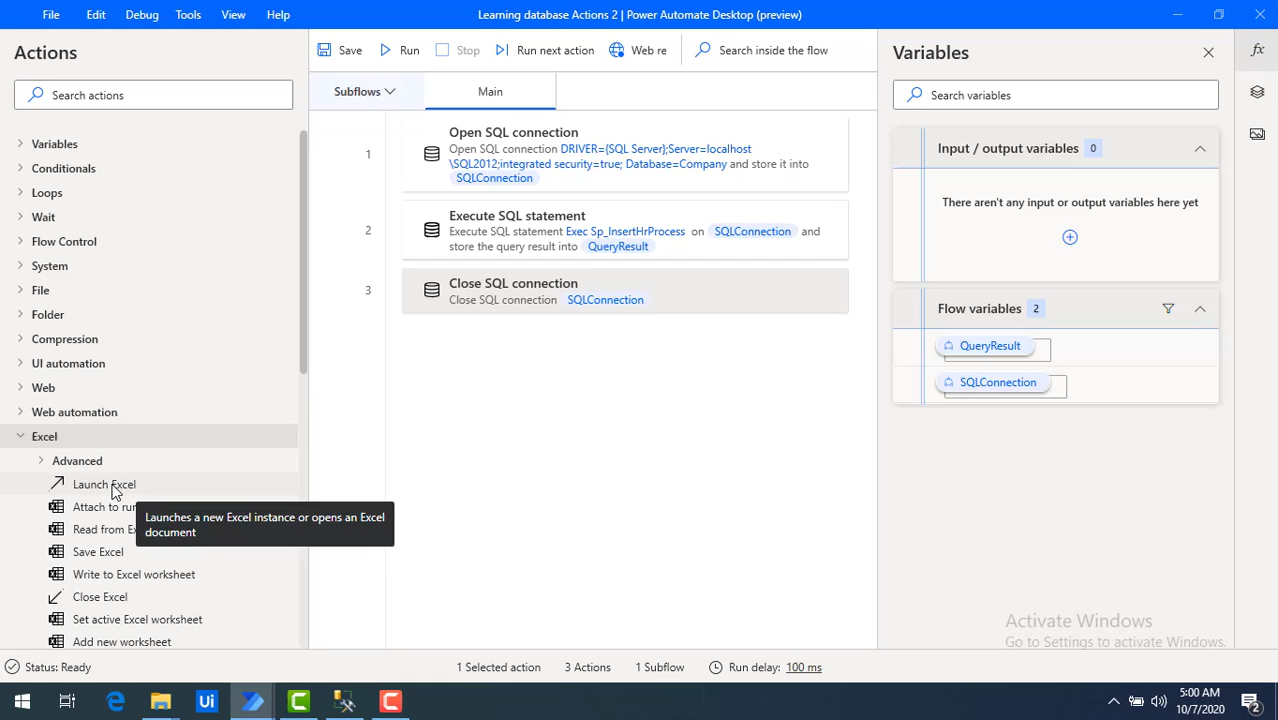 File Edit Debug Tools View Help Learning database Actions 2 | Power Automate Desktop (preview)
Actions
Search actions
Variables
Conditionals
Loops
Wait
Flow Control
System
File
Folder
Compression
UI automation
Web
Web automation
Excel
Advanced
Launch Excel
Attach to run
Read from Ex
Save Excel
Write to Excel worksheet
Close Excel
Set active Excel worksheet
Add new worksheet
Launches a new Excel instance or opens an Excel
document
Save Run Stop Run next action Web re Search inside the flow
Subflows Main
1
Open SQL connection
Open SQL connection DRIVER={SQL Server};Server=localhost
\SQL2012;integrated security=true; Database=Company and store it into
SQLConnection
2
Execute SQL statement
Execute SQL statement Exec Sp_InsertHrProcess on SQLConnection and
store the query result into QueryResult
3
Close SQL connection
Close SQL connection SQLConnection
Variables
fx
Search variables
Input / output variables 0
There aren't any input or output variables here yet
Flow variables 2
QueryResult
SQLConnection
Activate Windows
Go to Settings to activate Windows.
Status: Ready 1 Selected action 3 Actions 1 Subflow Run delay: 100 ms
Ui
C
C
5:00 AM
10/7/2020
2